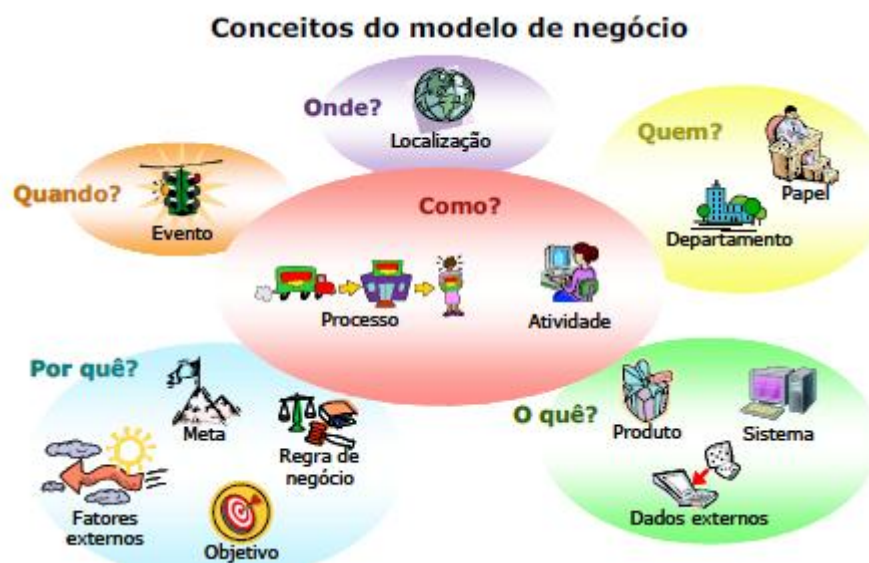 Conceitos do modelo de negócio
Onde?
Localização
Quem?
Papel
Departamento
Quando?
Evento
Como?
Processo
Atividade
Por quê?
Meta
Regra de
negócio
Fatores
externos
Objetivo
O quê?
Produto
Sistema
Dados externos